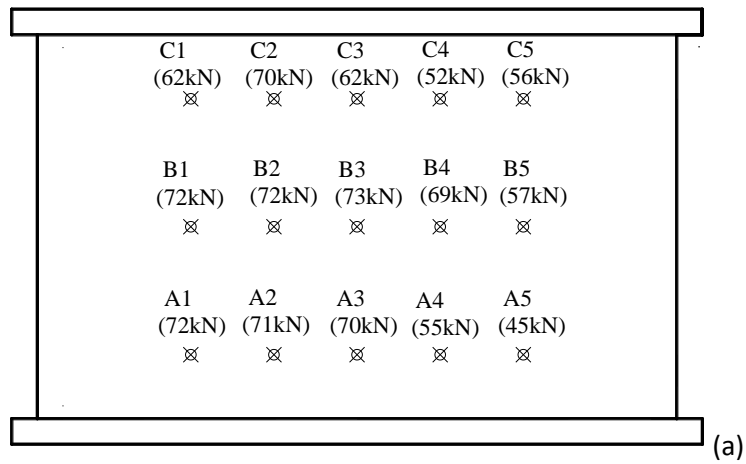 C1 C2 C3 C4 C5
(62kN) (70kN) (62kN) (52kN) (56kN)
B1 B2 B3 B4 B5
(72kN) (72kN) (73kN) (69kN) (57kN)
A1 A2 A3 A4 A5
(72kN) (71kN) (70kN) (55kN) (45kN)
(a)